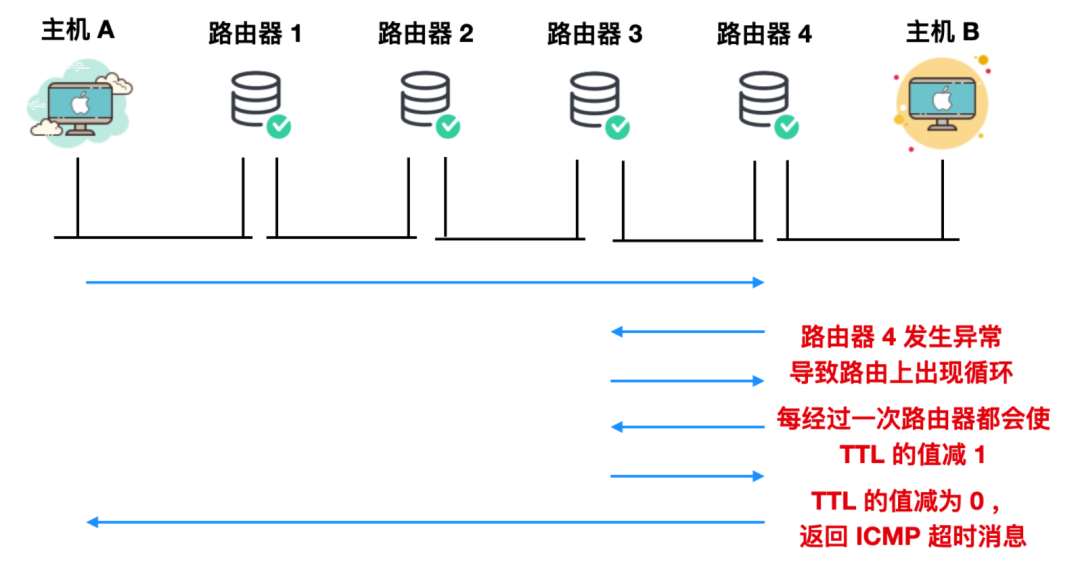 主机 A
路由器 1
路由器 2
路由器 3
路由器 4
主机 B
路由器 4 发生异常
导致路由上出现循环
每经过一次路由器都会使
TTL 的值减 1
TTL 的值减为 0 ，
返回 ICMP 超时消息